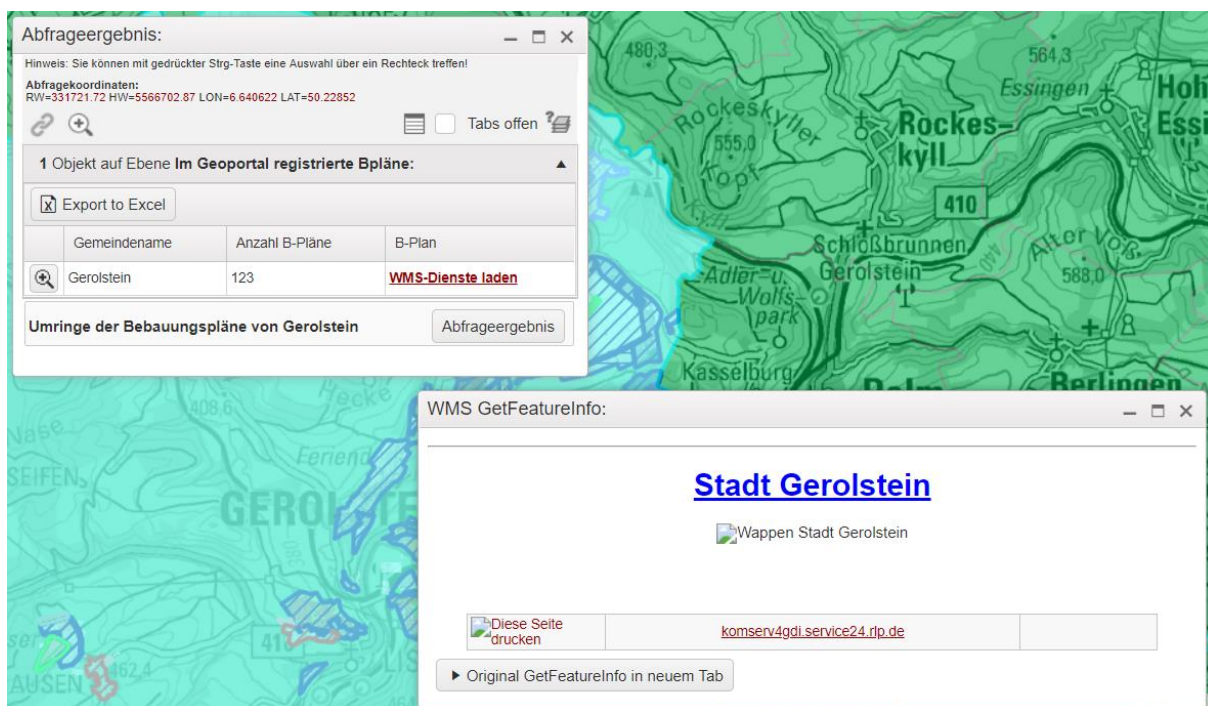 Abfrageergebnis:
Hinweis: Sie können mit gedrückter Strg-Taste eine Auswahl über ein Rechteck treffen!
Abfragekoordinaten:
RW=331721.72 HW=5566702.87 LON=6.640622 LAT=50.22852
Tabs offen
1 Objekt auf Ebene Im Geoportal registrierte Bpläne:
Export to Excel
Gemeindename Anzahl B-Pläne B-Plan
Gerolstein 123 WMS-Dienste laden
Umringe der Bebauungspläne von Gerolstein Abfrageergebnis
480,3
564,3
Essingen
Rockeskyller
Kopf
555,0
Rockes-
kyll
Kyll
410
Schloßbrunnen
Gerolstein
440
588,0
Adler- u.
Wolfs-
park
Kasselburg
Berlingen
408,6
Hecke
Nase
SEIFEN
Feriend
GEROL
462,4
AUSEN
WMS GetFeatureInfo:
Stadt Gerolstein
Wappen Stadt Gerolstein
Diese Seite
drucken
komserv4gdi.service24.rlp.de
Original GetFeatureInfo in neuem Tab